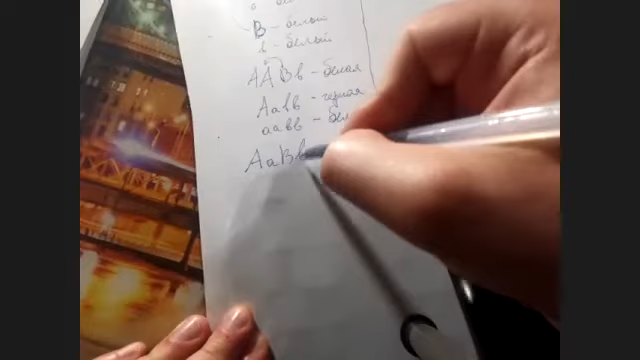 В - белый
в - белый
ААВв - белая
Аавв - черная
аавв - бел
АаВв